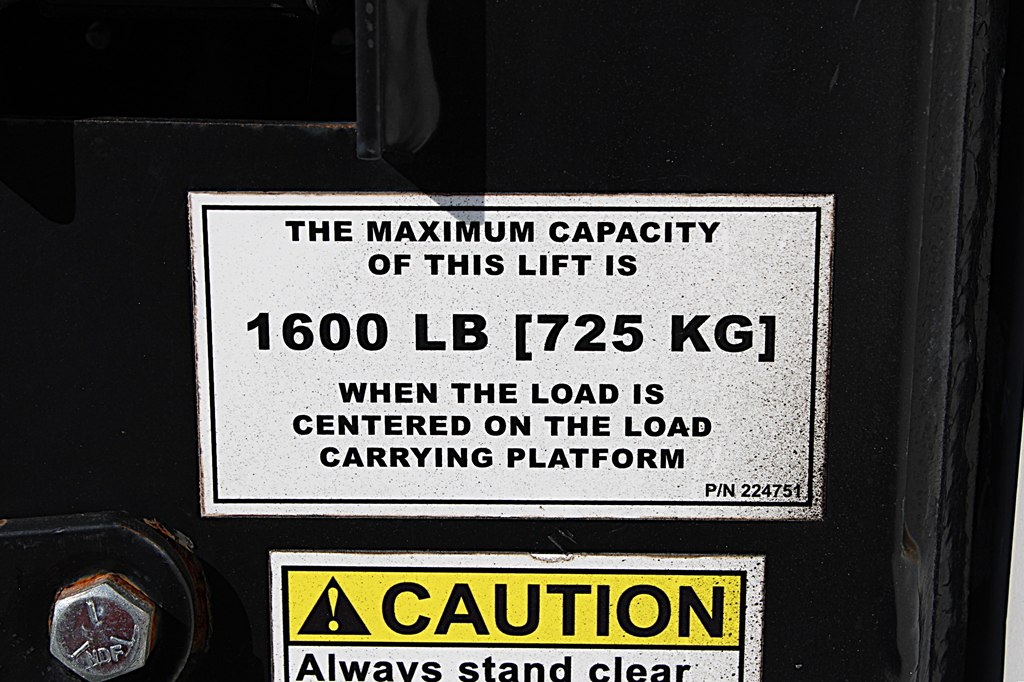 THE MAXIMUM CAPACITY
OF THIS LIFT IS
1600 LB [725 KG]
WHEN THE LOAD IS
CENTERED ON THE LOAD
CARRYING PLATFORM
P/N 224751
CAUTION
Always stand clear
NDF